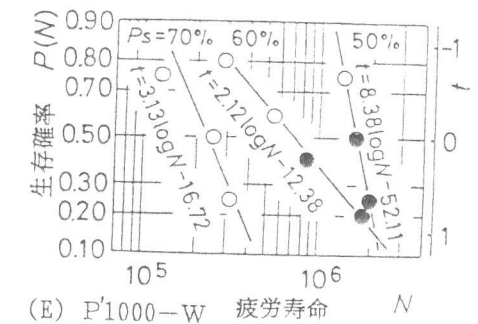 P(N)
生存確率
0.90
0.80
0.70
0.50
0.30
0.20
0.10
Ps=70%
60%
50%
t=3.13logN-16.72
t=2.12logN-12.38
t=8.38logN-52.11
-1
t
0
1
10⁵
10⁶
(E) P'1000-W 疲労寿命 N